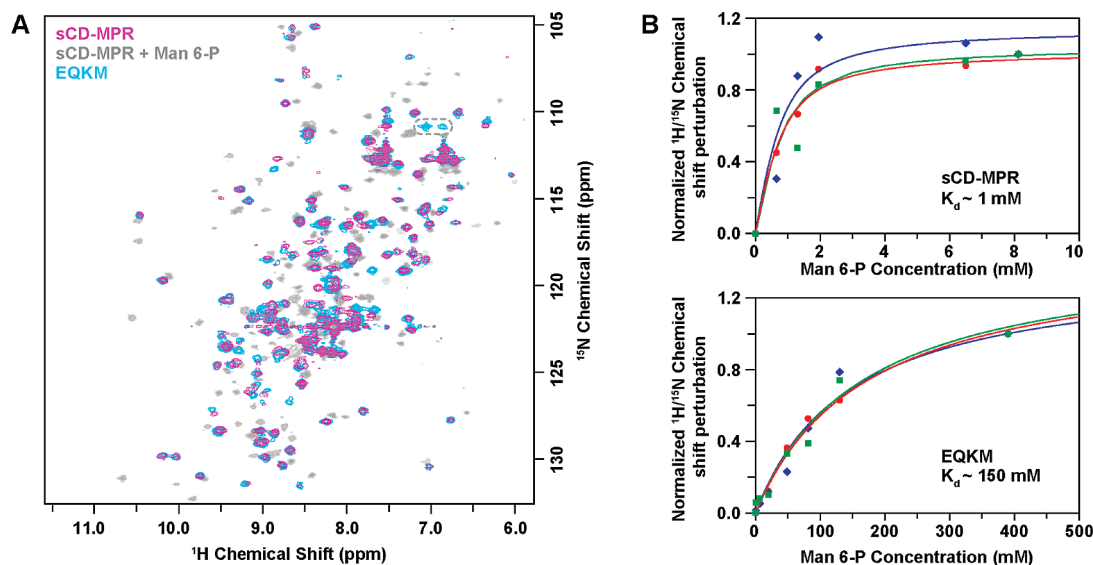 A
sCD-MPR
sCD-MPR + Man 6-P
EQKM
105
110
115
120
125
130
¹⁵N Chemical Shift (ppm)
11.0 10.0 9.0 8.0 7.0 6.0
¹H Chemical Shift (ppm)
B
Normalized ¹H/¹⁵N Chemical
shift perturbation
1.2
0.8
0.4
0.0
sCD-MPR
K_d ~ 1 mM
0 2 4 6 8 10
Man 6-P Concentration (mM)
Normalized ¹H/¹⁵N Chemical
shift perturbation
1.2
0.8
0.4
0.0
EQKM
K_d ~ 150 mM
0 100 200 300 400 500
Man 6-P Concentration (mM)